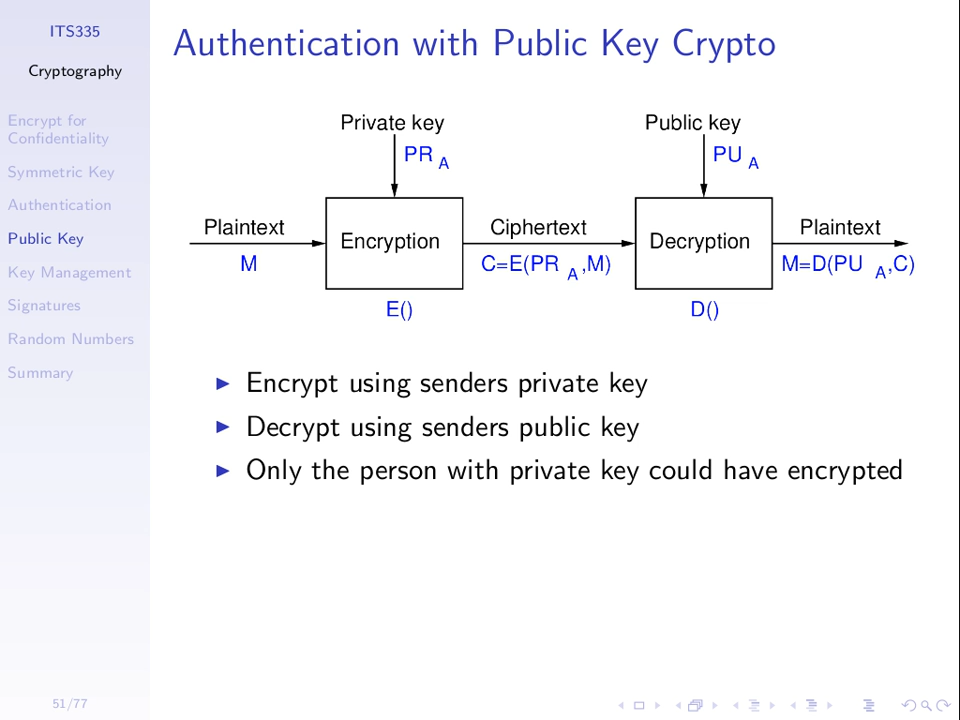 ITS335
Cryptography
Encrypt for
Confidentiality
Symmetric Key
Authentication
Public Key
Key Management
Signatures
Random Numbers
Summary
51/77
Authentication with Public Key Crypto
Private key
PR A
Public key
PU A
Plaintext
M
Encryption
E()
Ciphertext
C=E(PR A,M)
Decryption
D()
Plaintext
M=D(PU A,C)
Encrypt using senders private key
Decrypt using senders public key
Only the person with private key could have encrypted